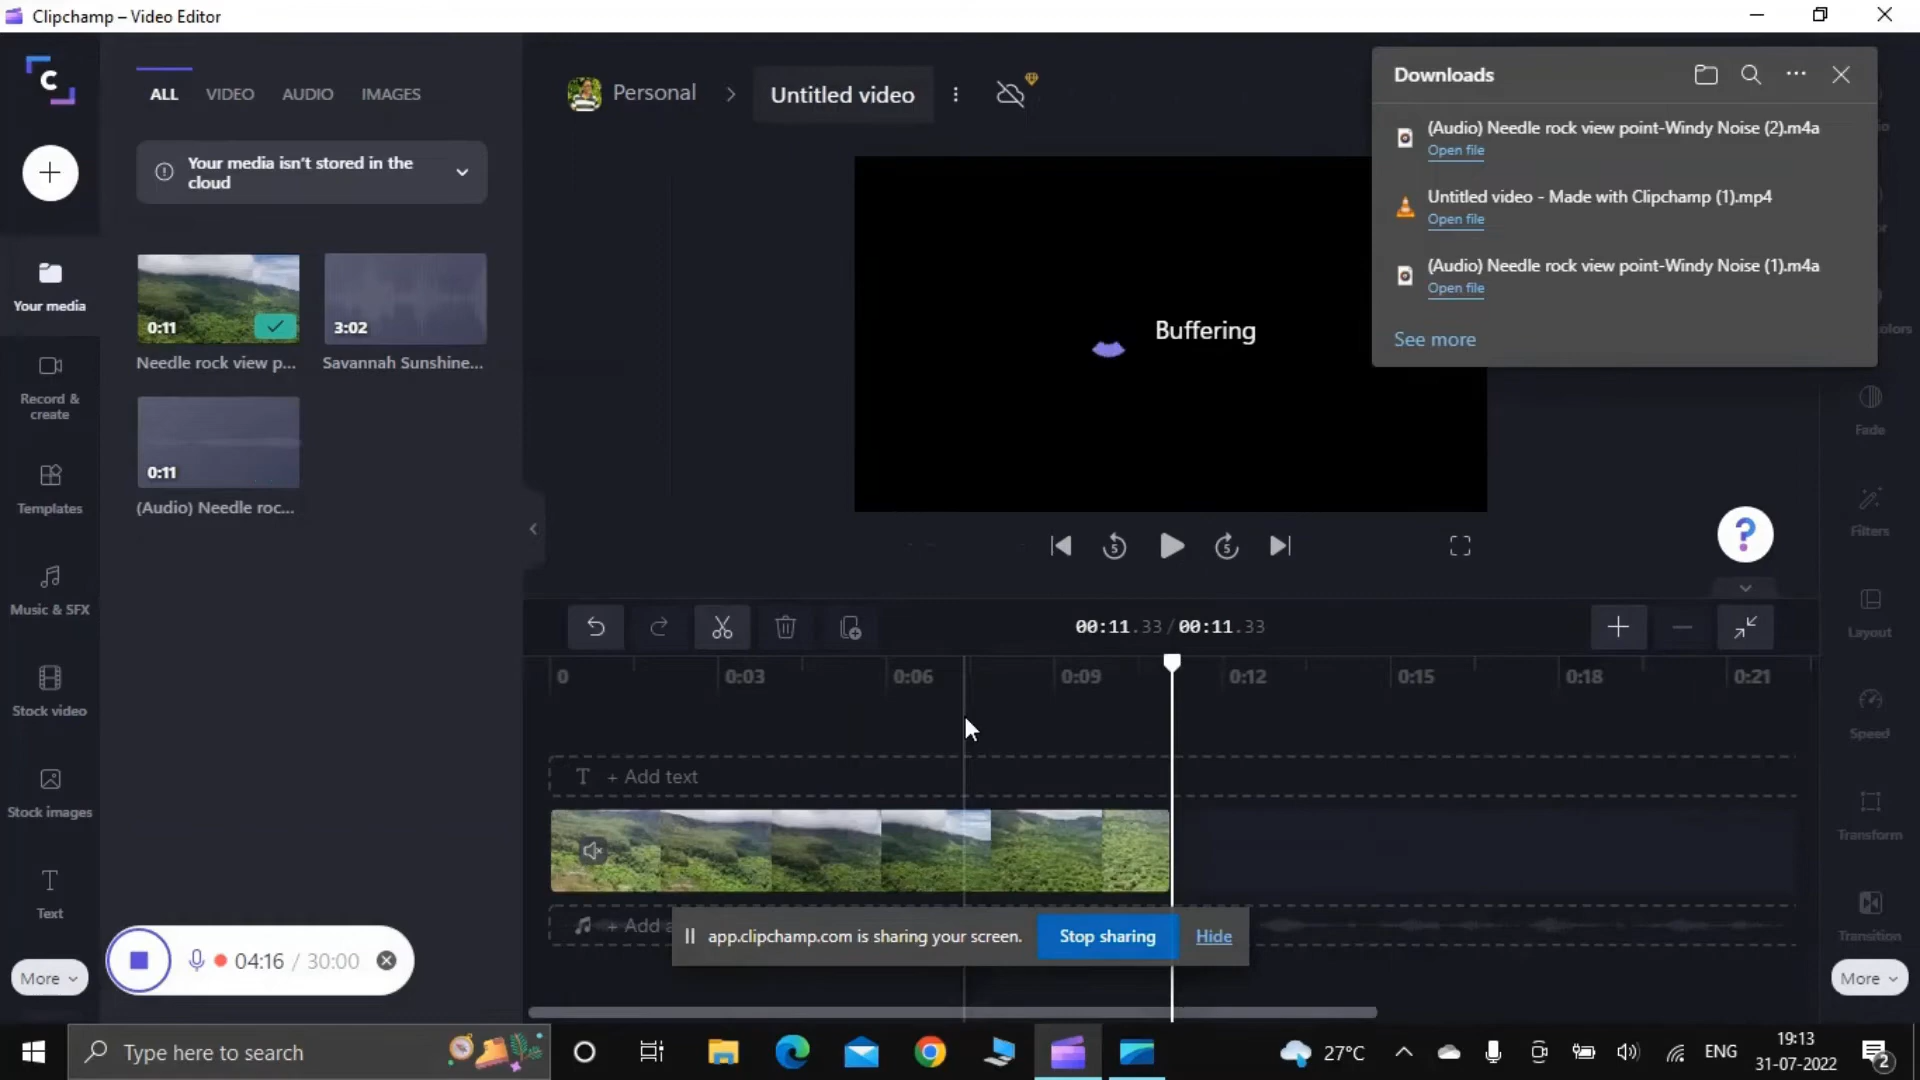 Clipchamp – Video Editor
ALL VIDEO AUDIO IMAGES
Your media isn't stored in the
cloud
0:11
Needle rock view p...
3:02
Savannah Sunshine...
0:11
(Audio) Needle roc...
Your media
Record &
create
Templates
Music & SFX
Stock video
Stock images
Text
More
Personal
Untitled video
Buffering
Downloads
(Audio) Needle rock view point-Windy Noise (2).m4a
Open file
Untitled video - Made with Clipchamp (1).mp4
Open file
(Audio) Needle rock view point-Windy Noise (1).m4a
Open file
See more
Fade
Filters
Layout
Speed
Transform
Transition
More
5
5
?
00:11.33 / 00:11.33
0 0:03 0:06 0:09 0:12 0:15 0:18 0:21
T + Add text
+ Add a
app.clipchamp.com is sharing your screen.
Stop sharing
Hide
04:16 / 30:00
Type here to search
27°C
ENG
19:13
31-07-2022
2